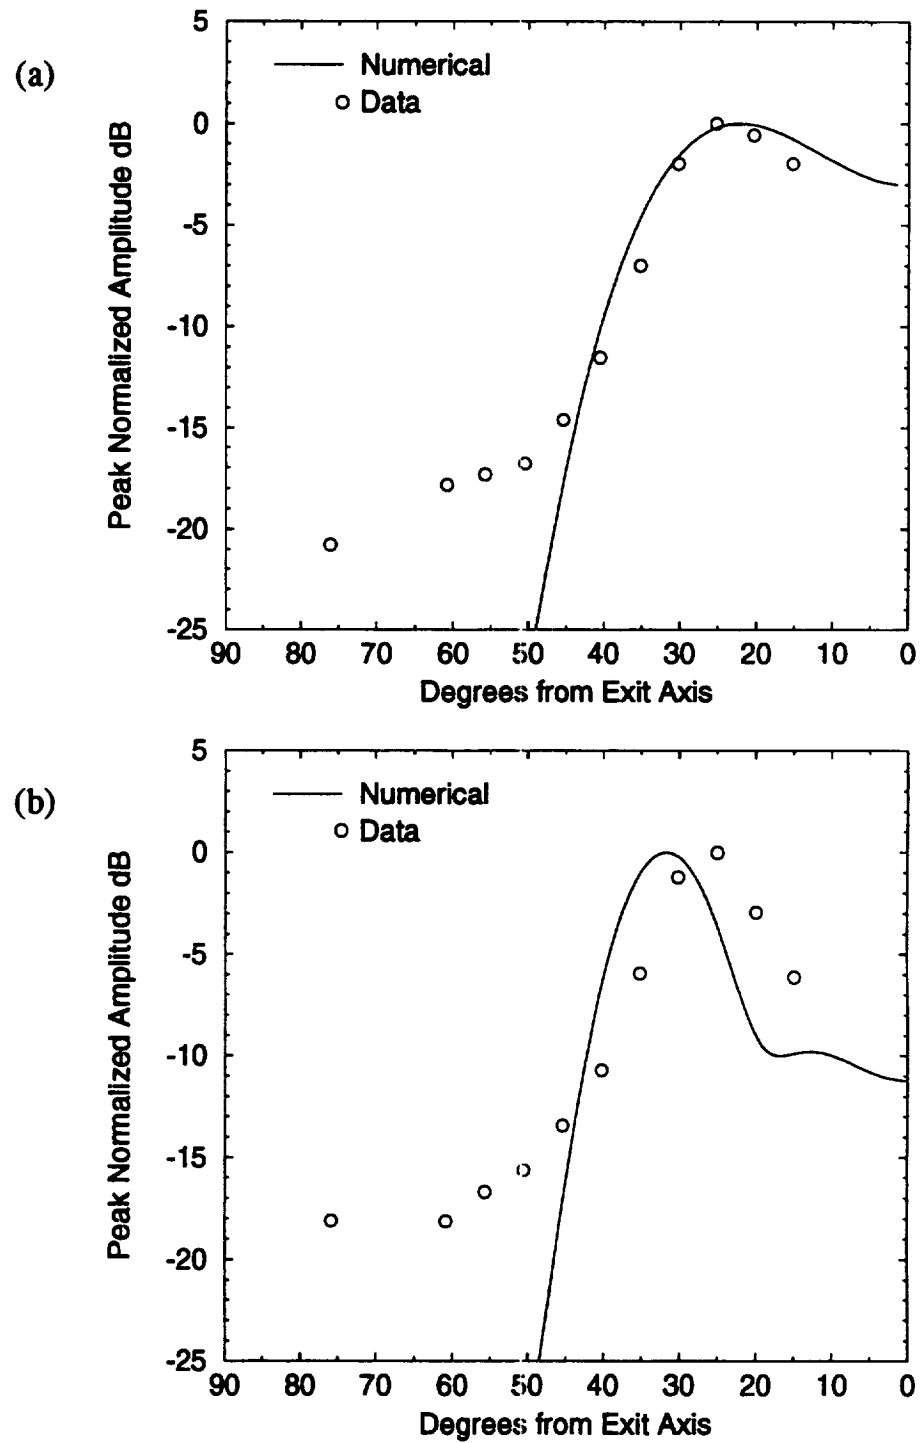 (a)
5
0
-5
-10
-15
-20
-25
Peak Normalized Amplitude dB
Numerical
Data
90 80 70 60 50 40 30 20 10 0
Degrees from Exit Axis
(b)
5
0
-5
-10
-15
-20
-25
Peak Normalized Amplitude dB
Numerical
Data
90 80 70 60 50 40 30 20 10 0
Degrees from Exit Axis